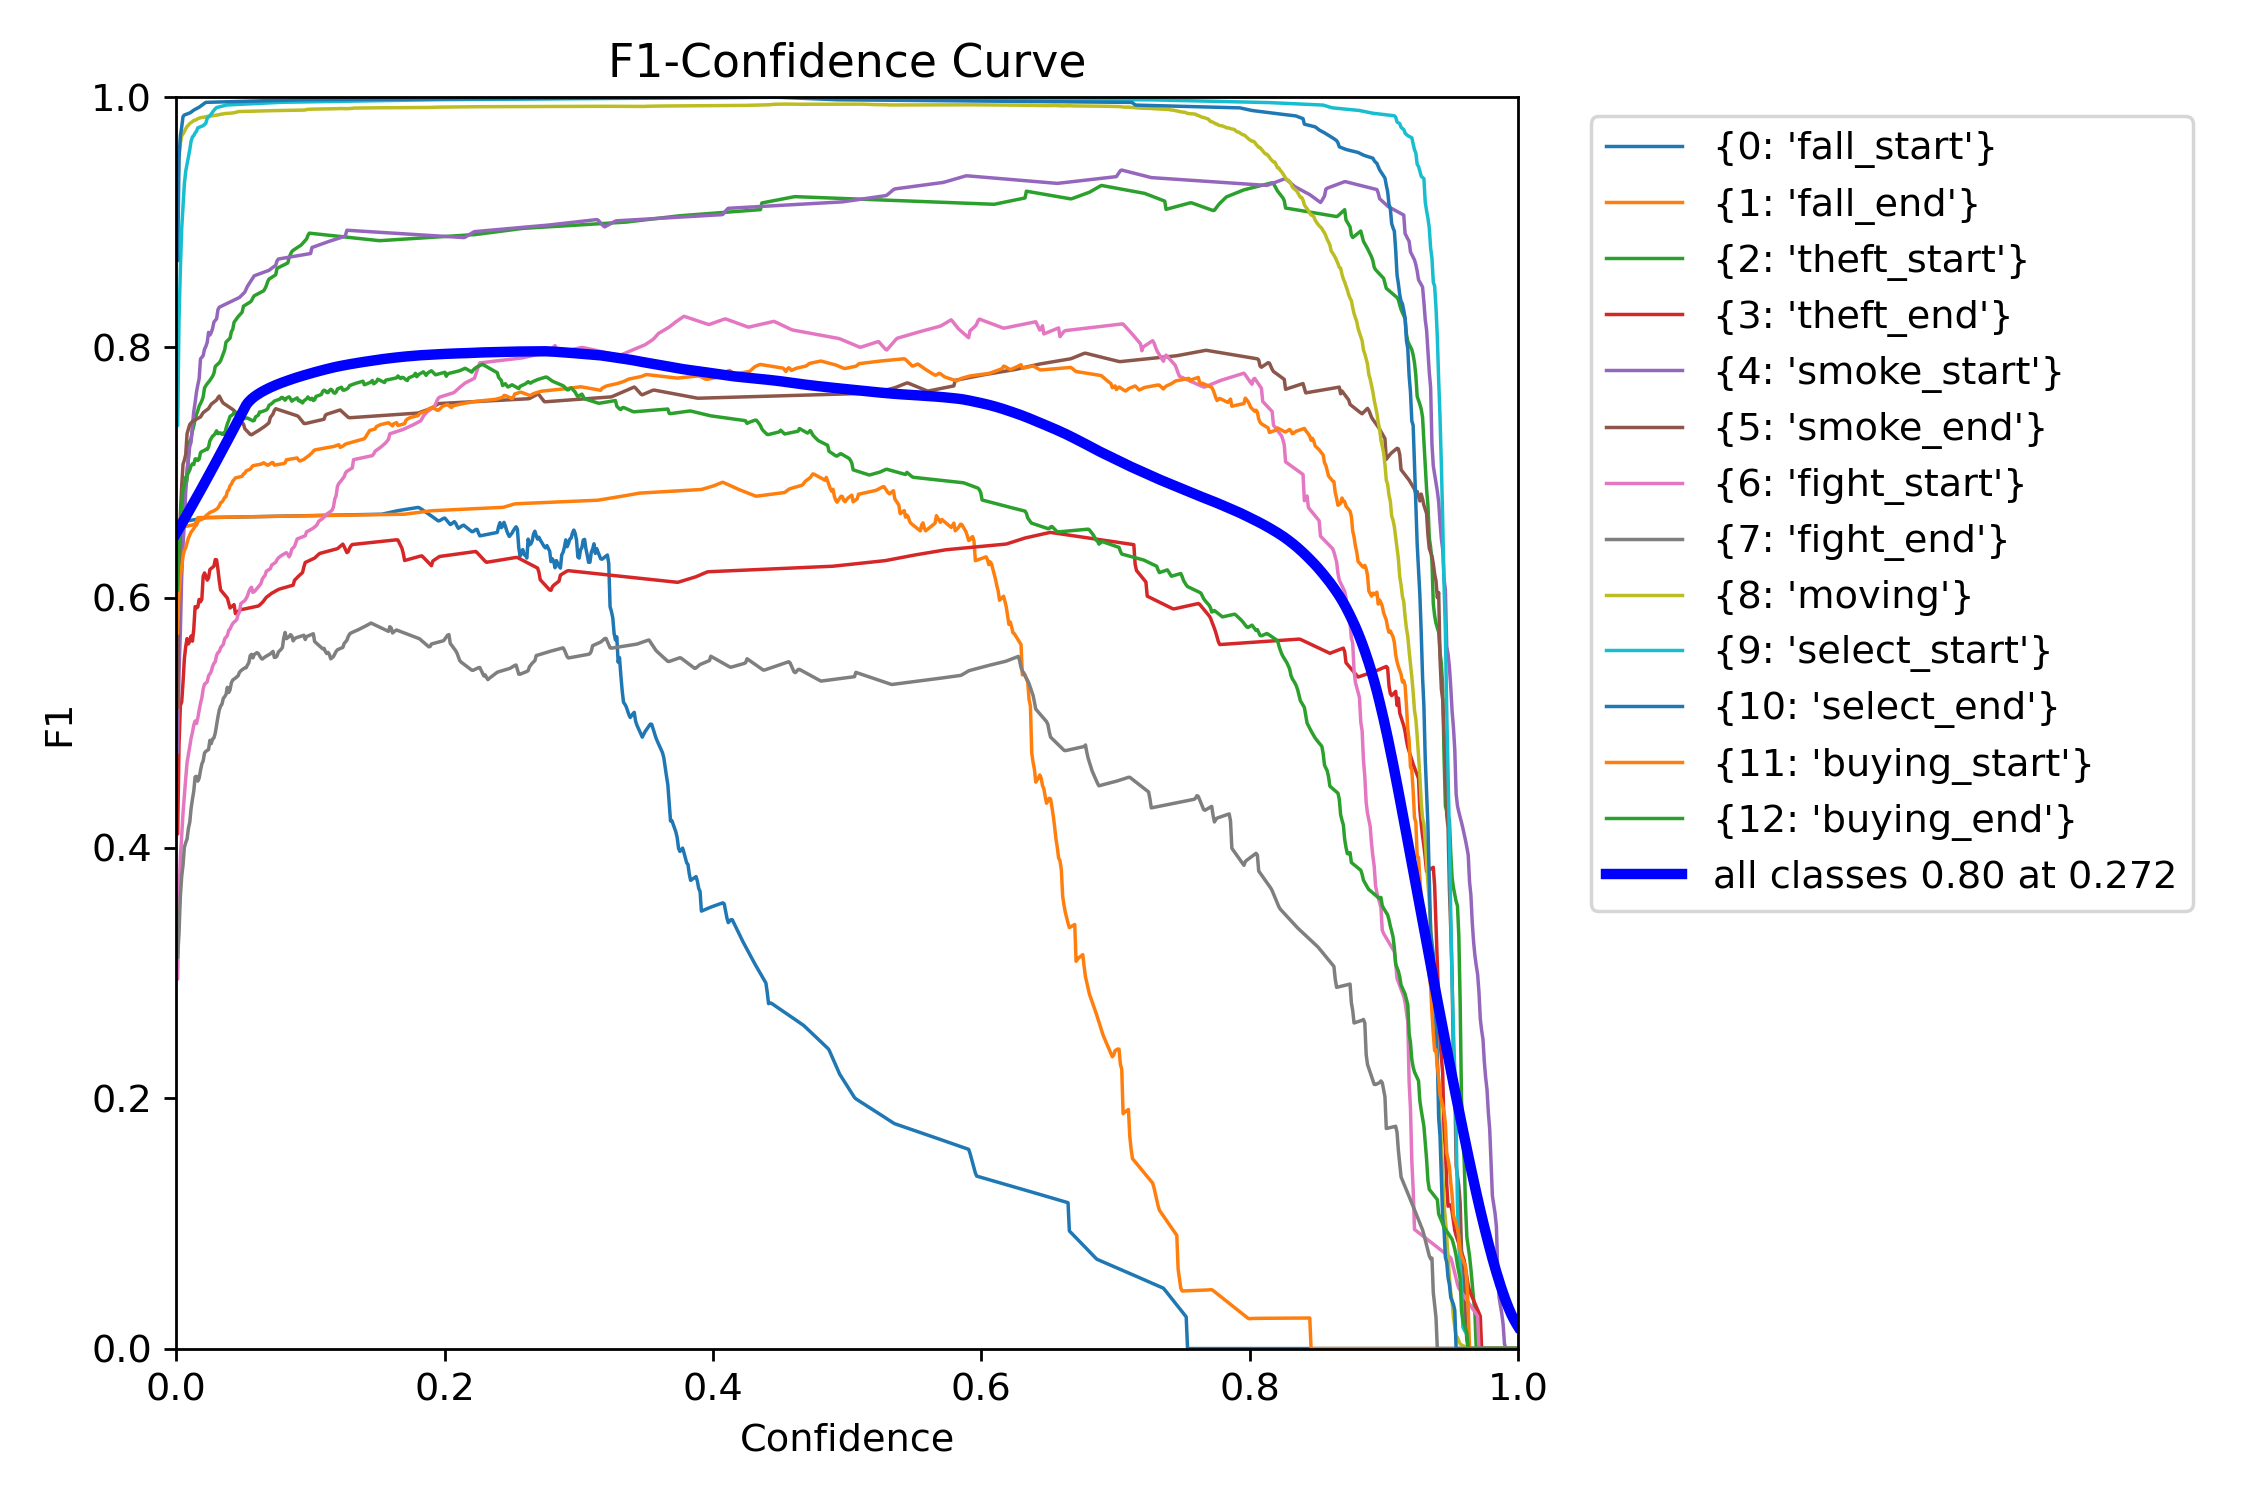 F1-Confidence Curve
1.0
0.8
0.6
0.4
0.2
0.0
F1
0.0 0.2 0.4 0.6 0.8 1.0
Confidence
{0: 'fall_start'}
{1: 'fall_end'}
{2: 'theft_start'}
{3: 'theft_end'}
{4: 'smoke_start'}
{5: 'smoke_end'}
{6: 'fight_start'}
{7: 'fight_end'}
{8: 'moving'}
{9: 'select_start'}
{10: 'select_end'}
{11: 'buying_start'}
{12: 'buying_end'}
all classes 0.80 at 0.272